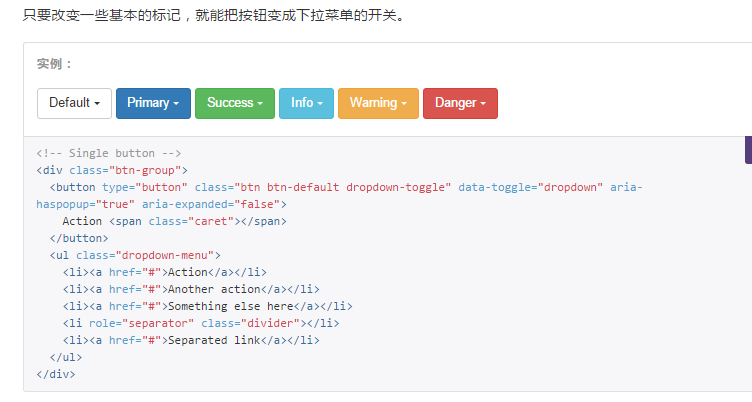 只要改变一些基本的标记，就能把按钮变成下拉菜单的开关。
实例：
Default Primary Success Info Warning Danger
<!-- Single button -->
<div class="btn-group">
  <button type="button" class="btn btn-default dropdown-toggle" data-toggle="dropdown" aria-
haspopup="true" aria-expanded="false">
    Action <span class="caret"></span>
  </button>
  <ul class="dropdown-menu">
    <li><a href="#">Action</a></li>
    <li><a href="#">Another action</a></li>
    <li><a href="#">Something else here</a></li>
    <li role="separator" class="divider"></li>
    <li><a href="#">Separated link</a></li>
  </ul>
</div>